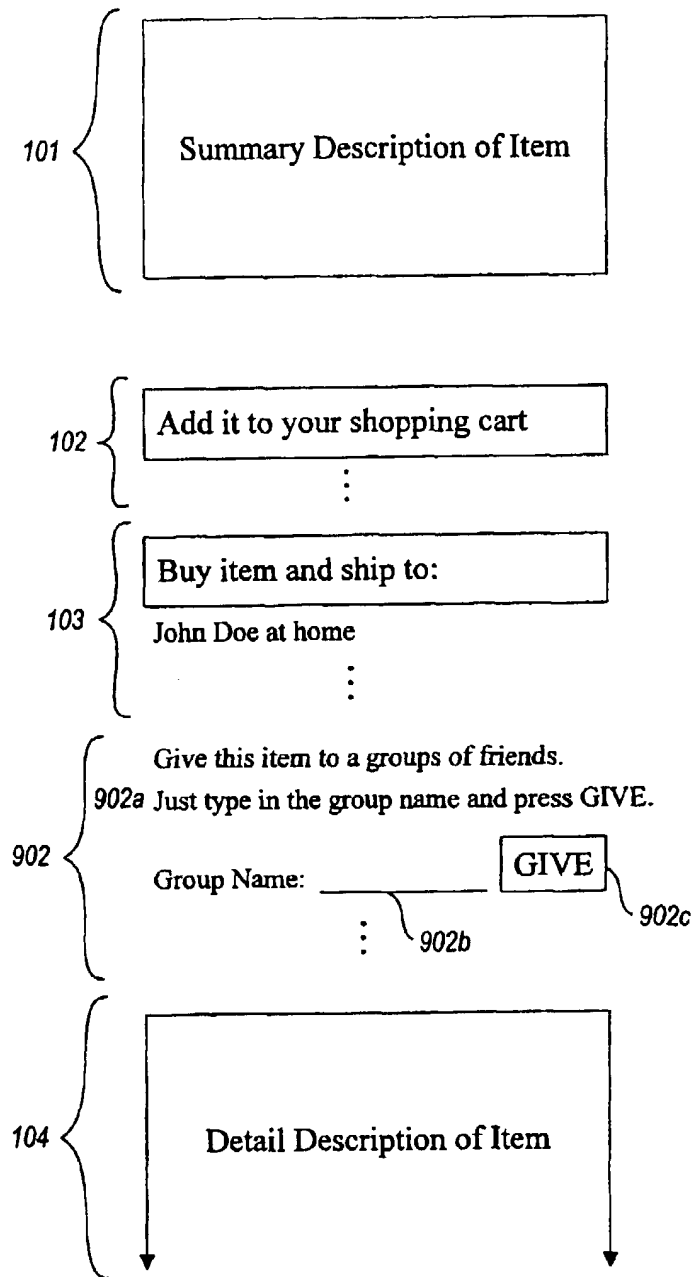 101
Summary Description of Item
102
Add it to your shopping cart
103
Buy item and ship to:
John Doe at home
902
Give this item to a groups of friends.
902a Just type in the group name and press GIVE.
Group Name: GIVE
902b
902c
104
Detail Description of Item